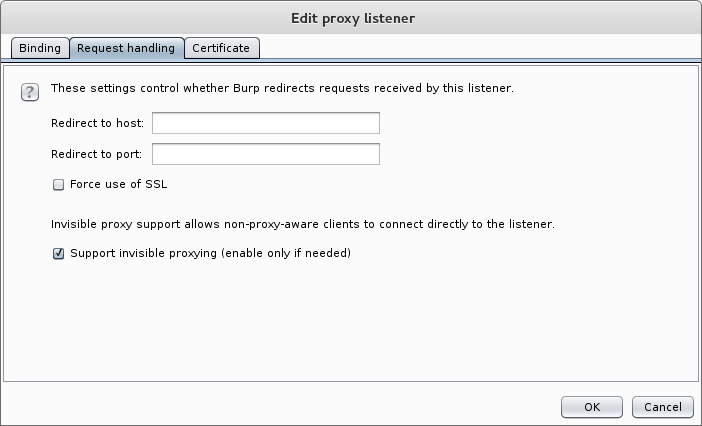 Edit proxy listener
Binding
Request handling
Certificate
?
These settings control whether Burp redirects requests received by this listener.
Redirect to host:
Redirect to port:
Force use of SSL
Invisible proxy support allows non-proxy-aware clients to connect directly to the listener.
Support invisible proxying (enable only if needed)
OK
Cancel